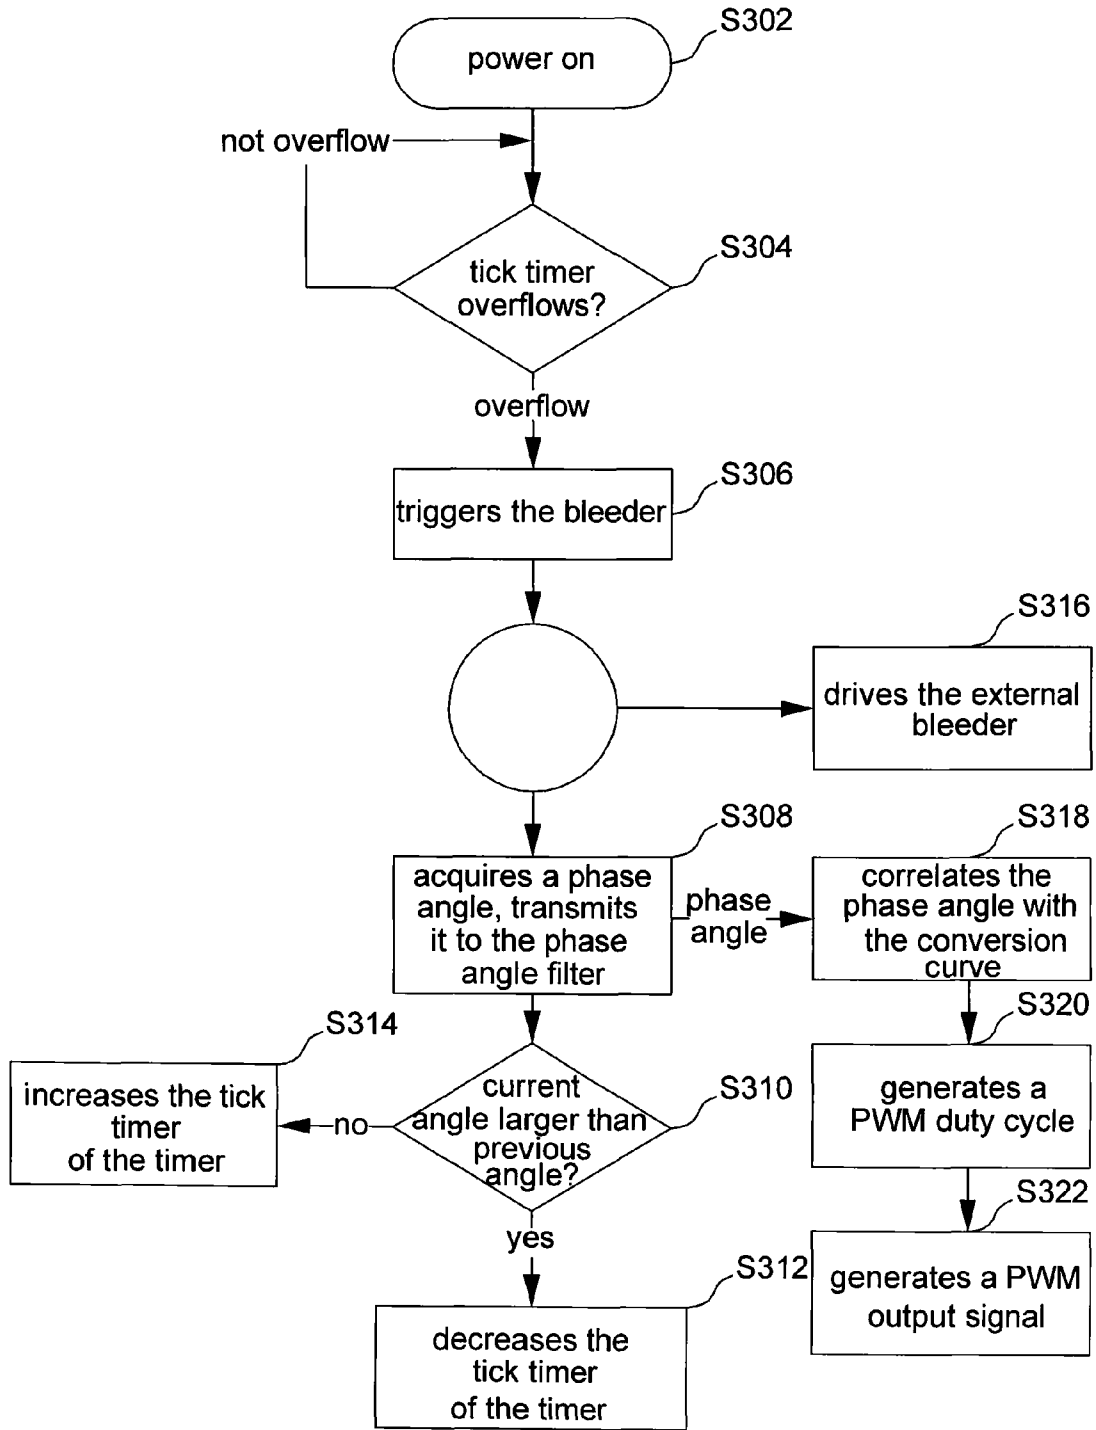 S302
power on
not overflow
S304
tick timer
overflows?
overflow
S306
triggers the bleeder
S316
drives the external
bleeder
S308
acquires a phase
angle, transmits
it to the phase
angle filter
phase
angle
S318
correlates the
phase angle with
the conversion
curve
S314
increases the tick
timer
of the timer
no
S310
current
angle larger than
previous
angle?
S320
generates a
PWM duty cycle
yes
S322
generates a PWM
output signal
S312
decreases the
tick timer
of the timer